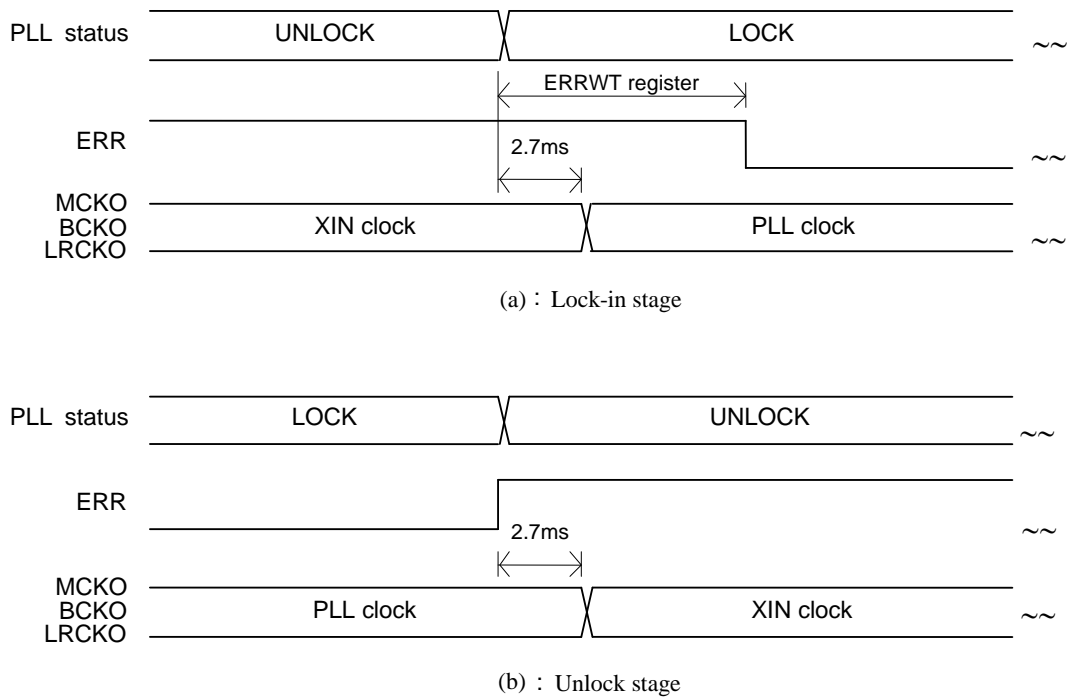 PLL status UNLOCK LOCK ~~
ERRWT register
ERR ~~
2.7ms
MCKO
BCKO XIN clock PLL clock ~~
LRCKO
(a)：Lock-in stage
PLL status LOCK UNLOCK ~~
ERR ~~
2.7ms
MCKO
BCKO PLL clock XIN clock ~~
LRCKO
(b)：Unlock stage